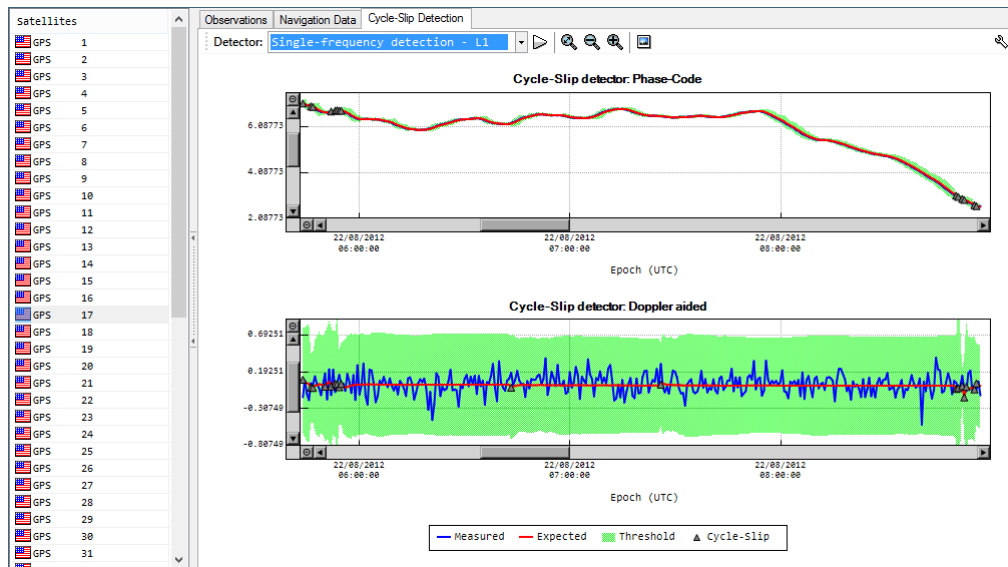 Satellites
GPS 1
GPS 2
GPS 3
GPS 4
GPS 5
GPS 6
GPS 7
GPS 8
GPS 9
GPS 10
GPS 11
GPS 12
GPS 13
GPS 14
GPS 15
GPS 16
GPS 17
GPS 18
GPS 19
GPS 20
GPS 21
GPS 22
GPS 23
GPS 24
GPS 25
GPS 26
GPS 27
GPS 28
GPS 29
GPS 30
GPS 31
Observations Navigation Data Cycle-Slip Detection
Detector: Single-frequency detection - L1
Cycle-Slip detector: Phase-Code
6.08773
4.08773
2.08773
22/08/2012 22/08/2012 22/08/2012
06:00:00 07:00:00 08:00:00
Epoch (UTC)
Cycle-Slip detector: Doppler aided
0.69251
0.19251
-0.30749
-0.80749
22/08/2012 22/08/2012 22/08/2012
06:00:00 07:00:00 08:00:00
Epoch (UTC)
Measured Expected Threshold Cycle-Slip